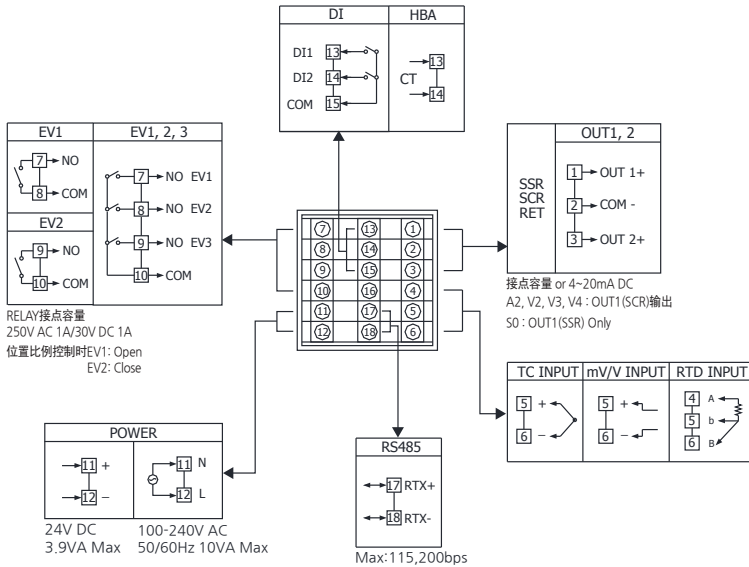 DI HBA
DI1 13
DI2 14
COM 15
13
CT
14
EV1 EV1, 2, 3
7 NO
8 COM
EV2
9 NO
10 COM
7 NO EV1
8 NO EV2
9 NO EV3
10 COM
RELAY接点容量
250V AC 1A/30V DC 1A
位置比例控制时EV1: Open
EV2: Close
7 13 1
8 14 2
9 15 3
10 16 4
11 17 5
12 18 6
OUT1, 2
SSR
SCR
RET
1 OUT 1+
2 COM -
3 OUT 2+
接点容量 or 4~20mA DC
A2, V2, V3, V4 : OUT1(SCR)输出
S0 : OUT1(SSR) Only
TC INPUT mV/V INPUT RTD INPUT
5 + 5 + 4 A
5 b
6 - 6 - 6 B
POWER
11 + 11 N
12 - 12 L
24V DC 100-240V AC
3.9VA Max 50/60Hz 10VA Max
RS485
17 RTX+
18 RTX-
Max:115,200bps